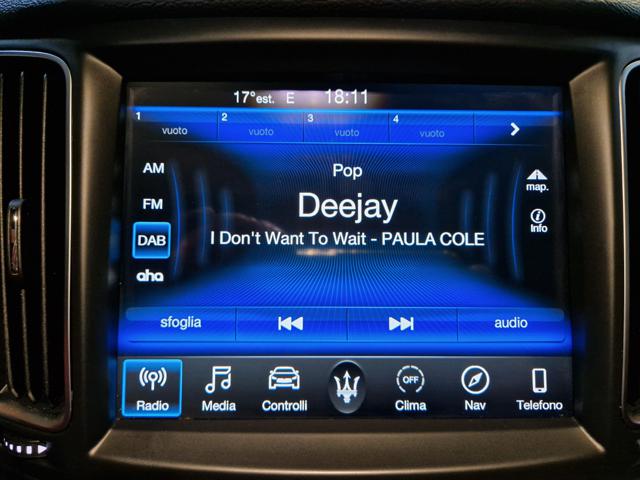 17°est. E 18:11
1 2 3 4
vuoto vuoto vuoto vuoto
Pop
AM
map.
Deejay
FM
Info
DAB
I Don't Want To Wait - PAULA COLE
aha
sfoglia audio
OFF
Radio Media Controlli Clima Nav Telefono